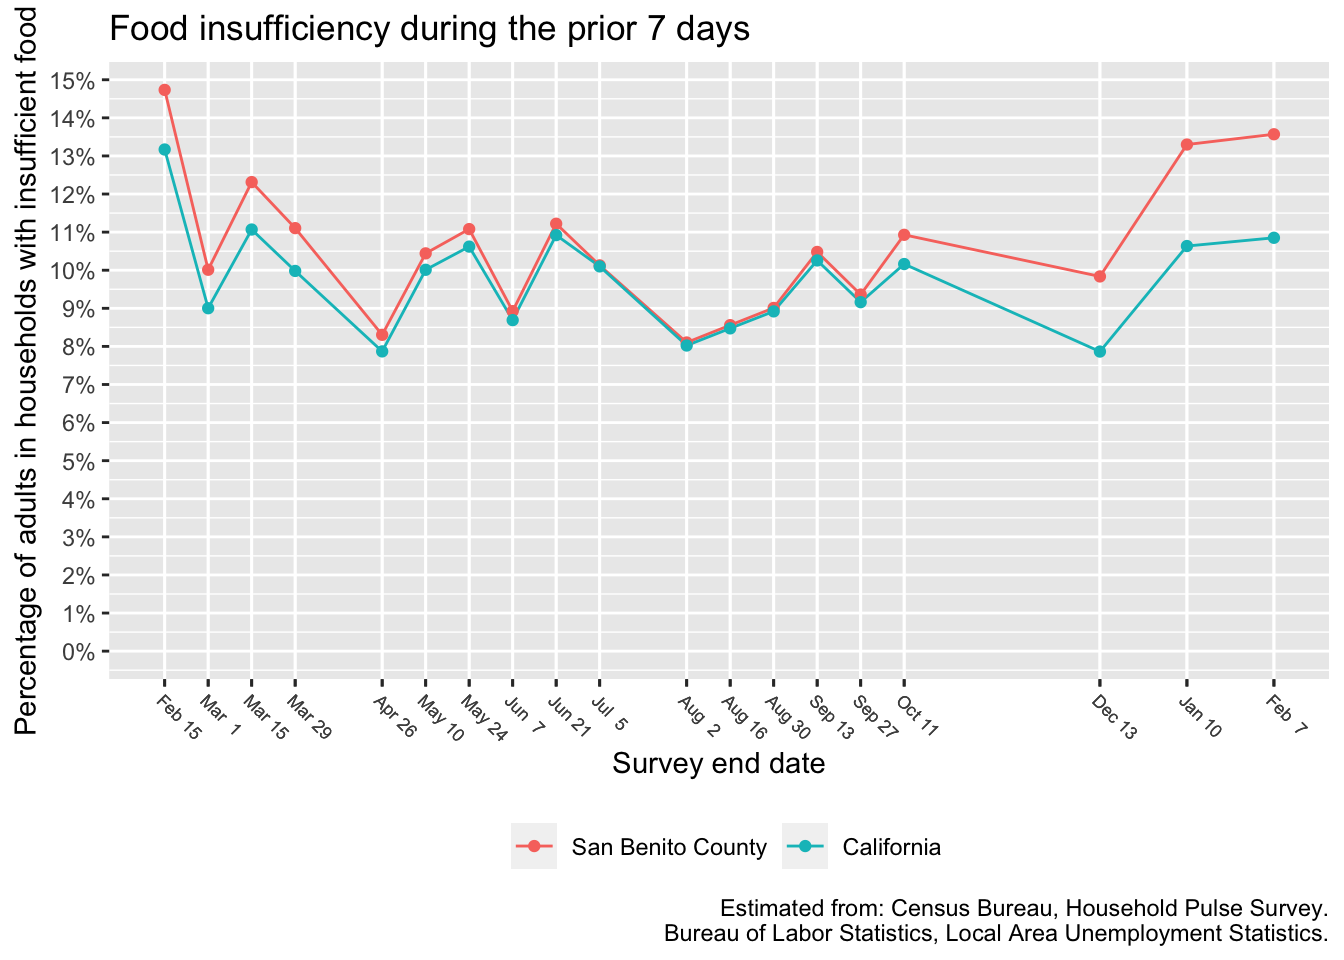 Food insufficiency during the prior 7 days
Percentage of adults in households with insufficient food
15%
14%
13%
12%
11%
10%
9%
8%
7%
6%
5%
4%
3%
2%
1%
0%
Feb 15
Mar 1
Mar 15
Mar 29
Apr 26
May 10
May 24
Jun 7
Jun 21
Jul 5
Aug 2
Aug 16
Aug 30
Sep 13
Sep 27
Oct 11
Dec 13
Jan 10
Feb 7
Survey end date
San Benito County
California
Estimated from: Census Bureau, Household Pulse Survey.
Bureau of Labor Statistics, Local Area Unemployment Statistics.